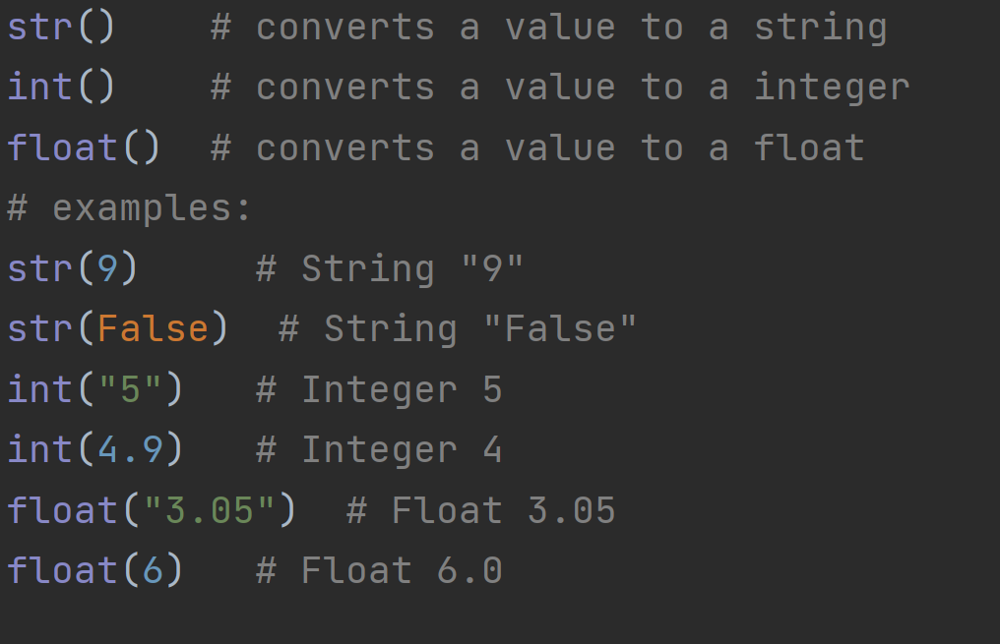 str()    # converts a value to a string
int()    # converts a value to a integer
float()  # converts a value to a float
# examples:
str(9)     # String "9"
str(False)  # String "False"
int("5")   # Integer 5
int(4.9)   # Integer 4
float("3.05")  # Float 3.05
float(6)   # Float 6.0